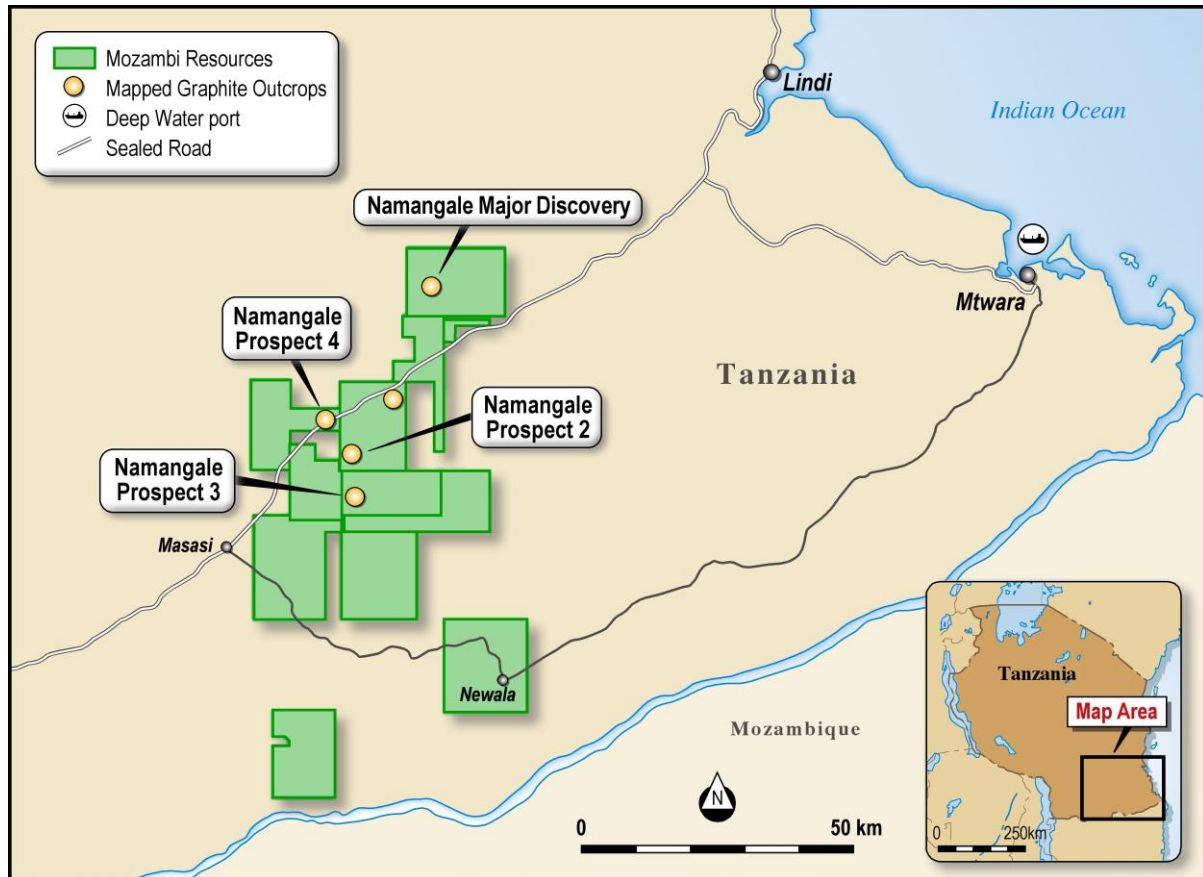 Mozambi Resources
Mapped Graphite Outcrops
Deep Water port
Sealed Road
Lindi
Indian Ocean
Namangale Major Discovery
Mtwara
Namangale
Prospect 4
Tanzania
Namangale
Prospect 2
Namangale
Prospect 3
Masasi
Newala
Mozambique
N
0
50 km
Tanzania
Map Area
0
250km